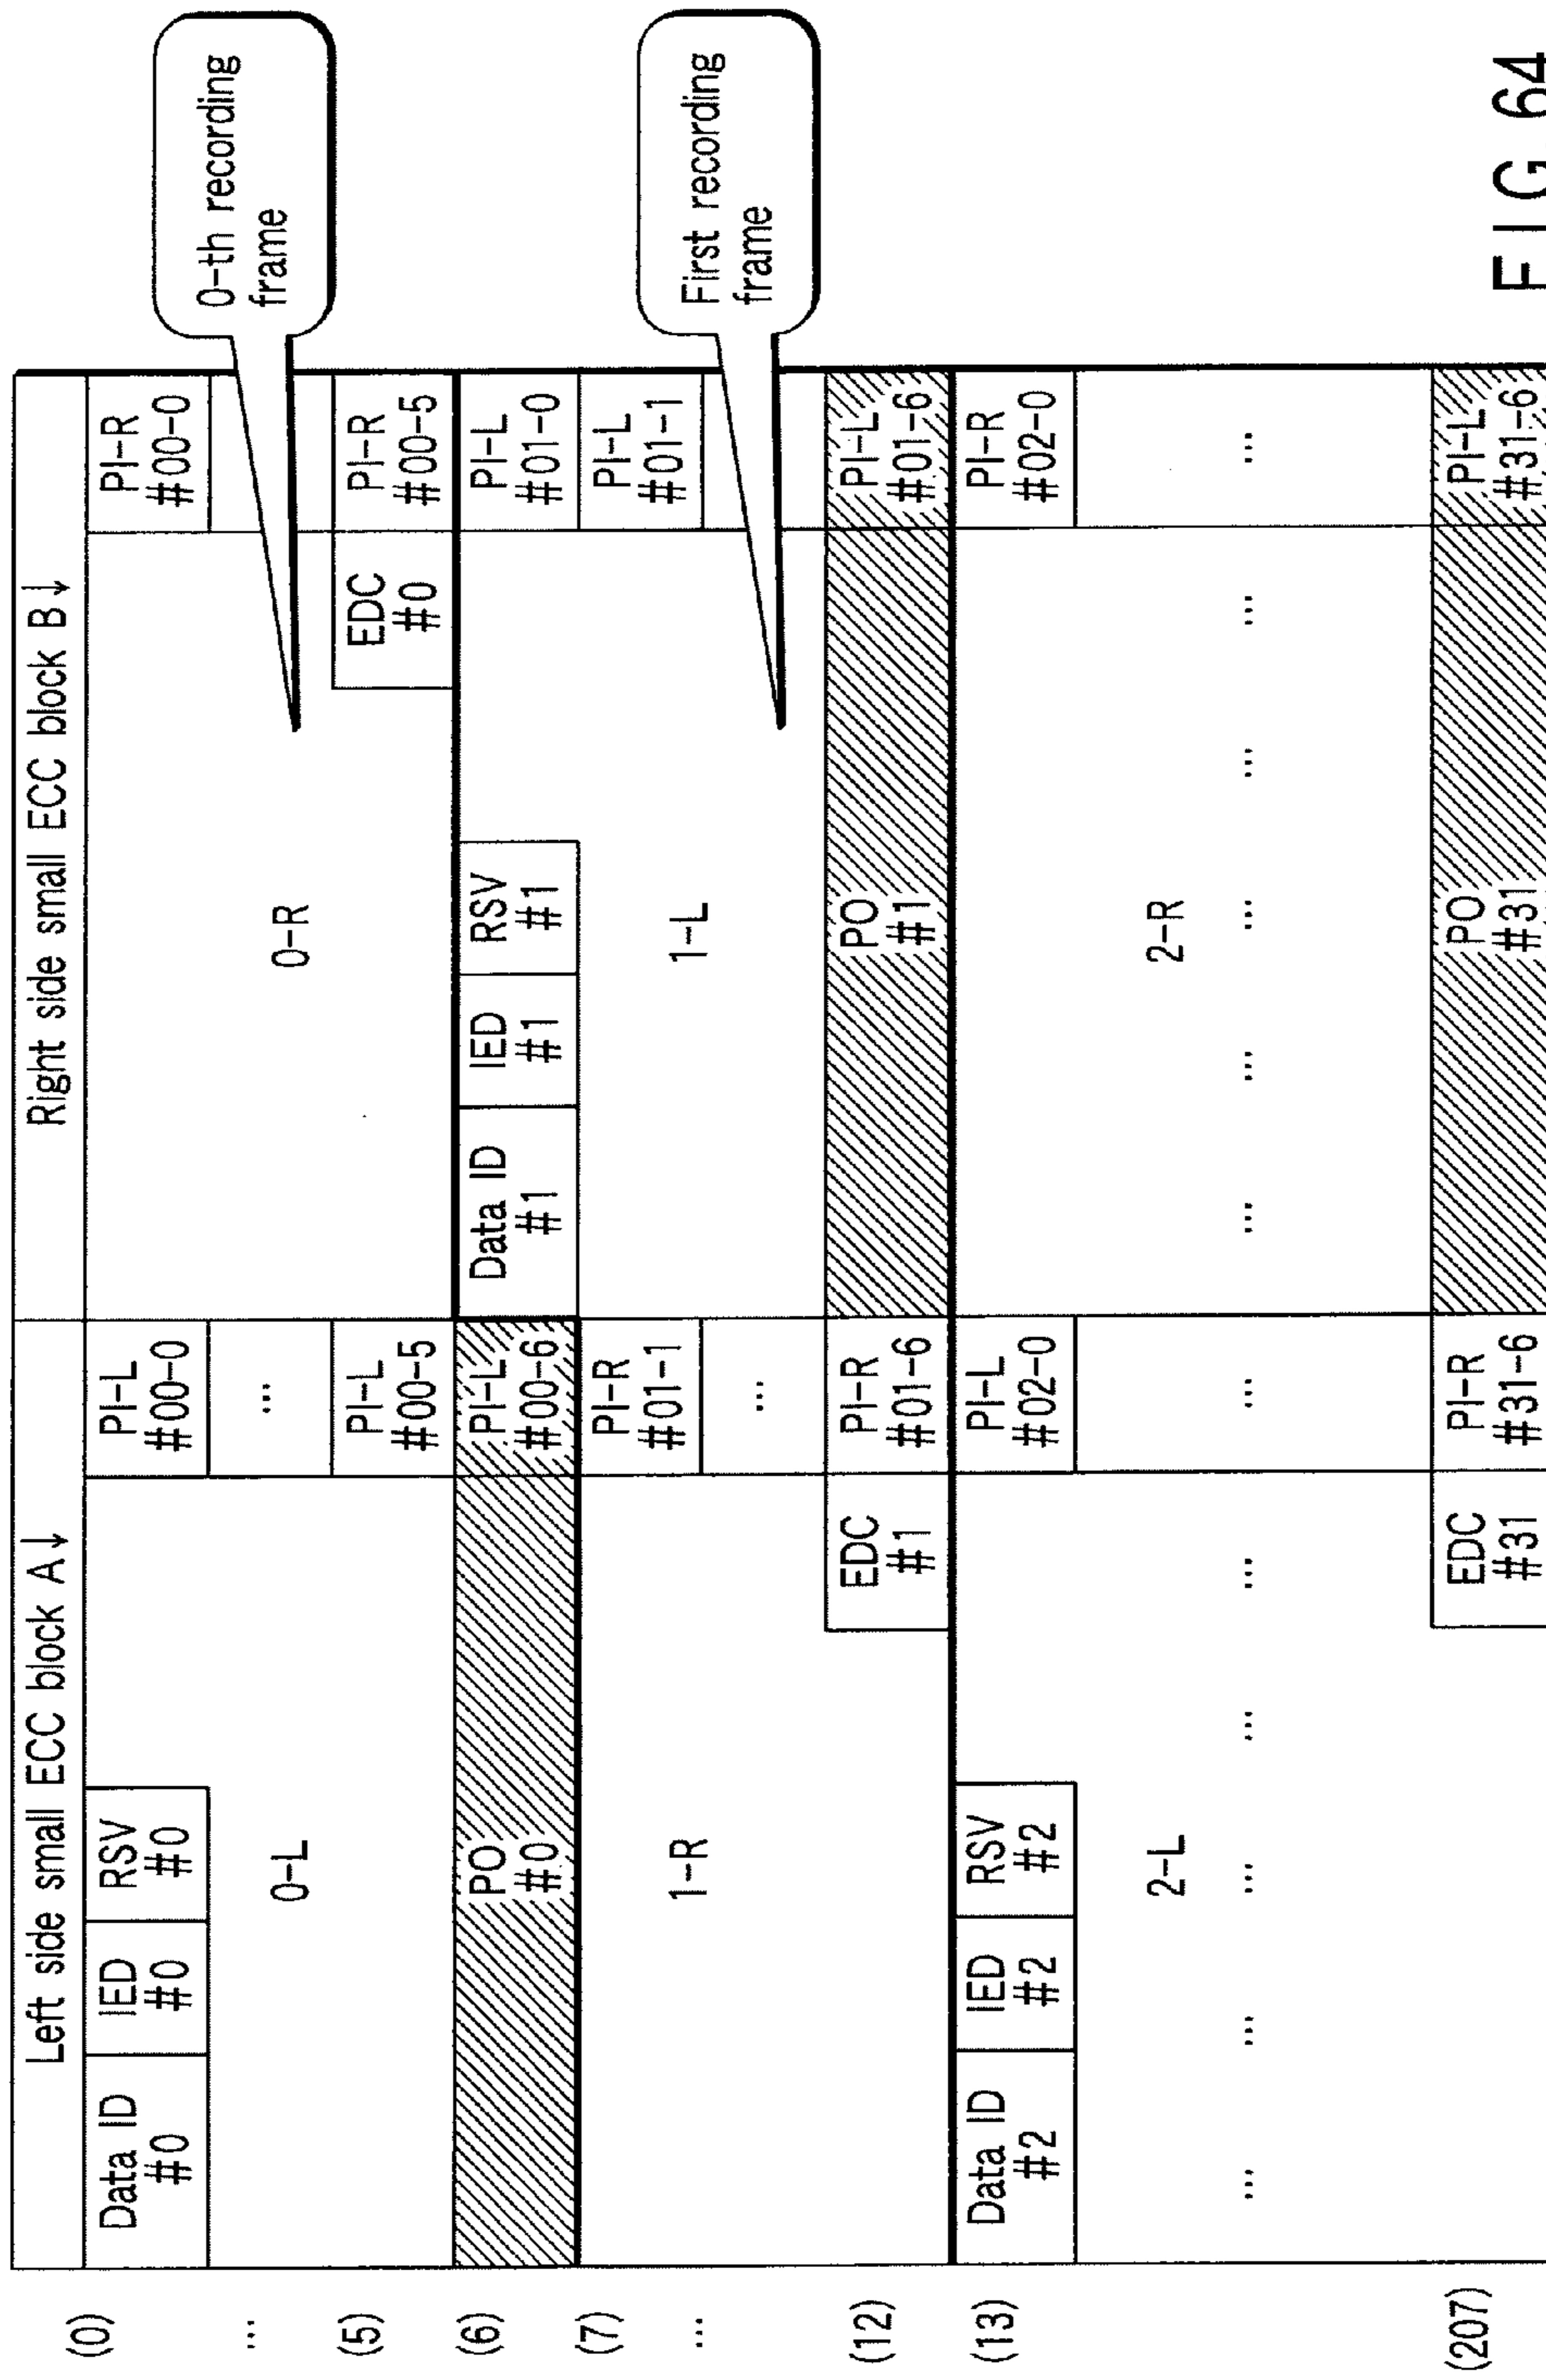 Left side small ECC block A↓
Right side small ECC block B↓
(0)
Data ID #0
IED #0
RSV #0
PI-L #00-0
PI-R #00-0
...
0-L
...
0-R
0-th recording frame
(5)
PI-L #00-5
EDC #0
PI-R #00-5
(6)
PO #0
PI-L #00-6
Data ID #1
IED #1
RSV #1
PI-L #01-0
(7)
PI-R #01-1
PI-L #01-1
...
1-R
...
1-L
First recording frame
(12)
EDC #1
PI-R #01-6
PO #1
PI-L #01-6
(13)
Data ID #2
IED #2
RSV #2
PI-L #02-0
PI-R #02-0
2-L
2-R
... ... ... ... ... ... ... ... ... ... ... ...
(207)
EDC #31
PI-R #31-6
PO #31
PI-L #31-6
FIG. 64